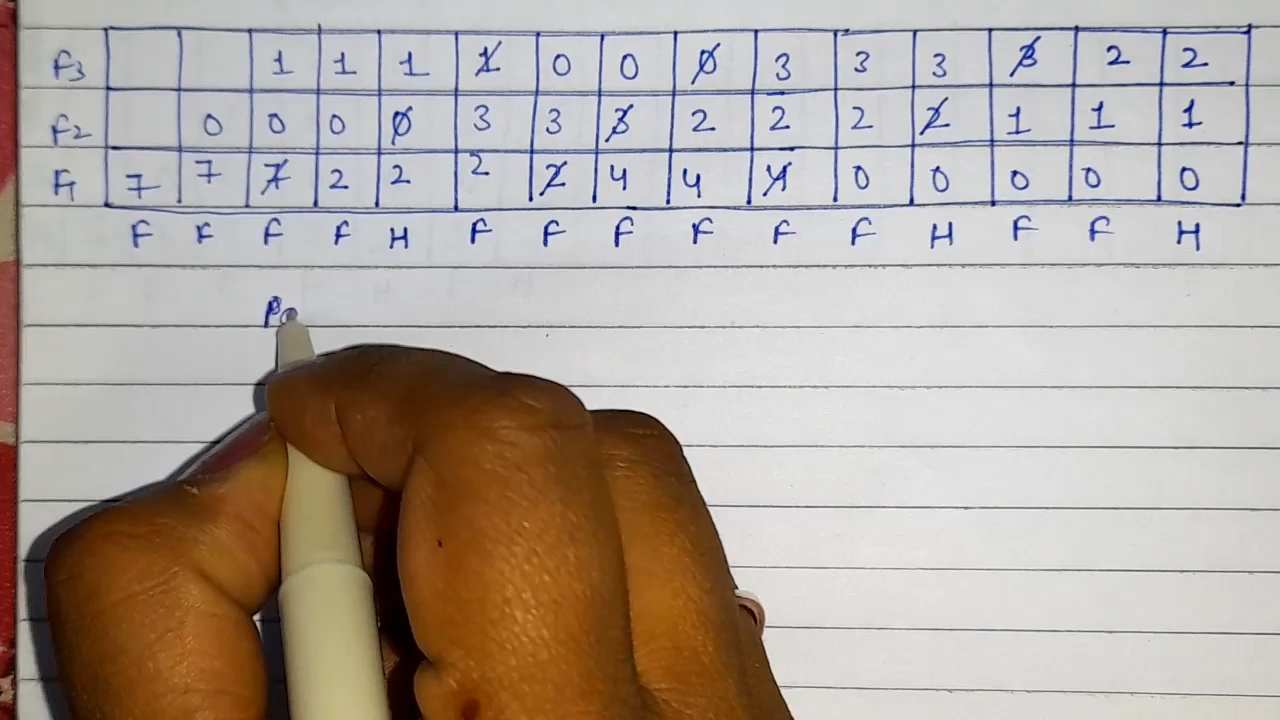 F3 1 1 1 1 0 0 0 3 3 3 3 2 2
F2 0 0 0 0 3 3 3 2 2 2 2 1 1 1
F1 7 7 7 2 2 2 2 4 4 4 0 0 0 0 0
F F F F H F F F F F F H F F H